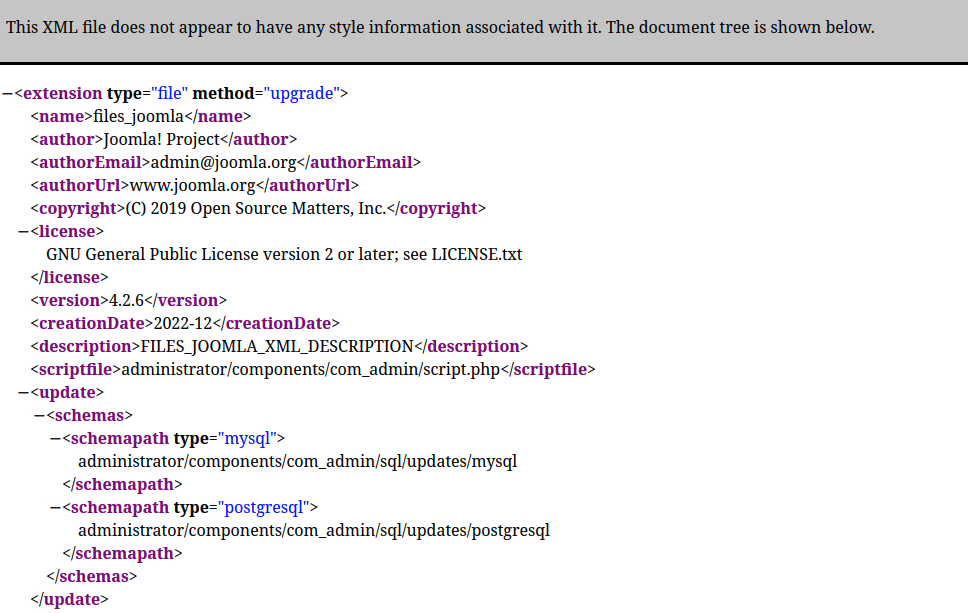 This XML file does not appear to have any style information associated with it. The document tree is shown below.
−<extension type="file" method="upgrade">
<name>files_joomla</name>
<author>Joomla! Project</author>
<authorEmail>admin@joomla.org</authorEmail>
<authorUrl>www.joomla.org</authorUrl>
<copyright>(C) 2019 Open Source Matters, Inc.</copyright>
−<license>
GNU General Public License version 2 or later; see LICENSE.txt
</license>
<version>4.2.6</version>
<creationDate>2022-12</creationDate>
<description>FILES_JOOMLA_XML_DESCRIPTION</description>
<scriptfile>administrator/components/com_admin/script.php</scriptfile>
−<update>
−<schemas>
−<schemapath type="mysql">
administrator/components/com_admin/sql/updates/mysql
</schemapath>
−<schemapath type="postgresql">
administrator/components/com_admin/sql/updates/postgresql
</schemapath>
</schemas>
</update>